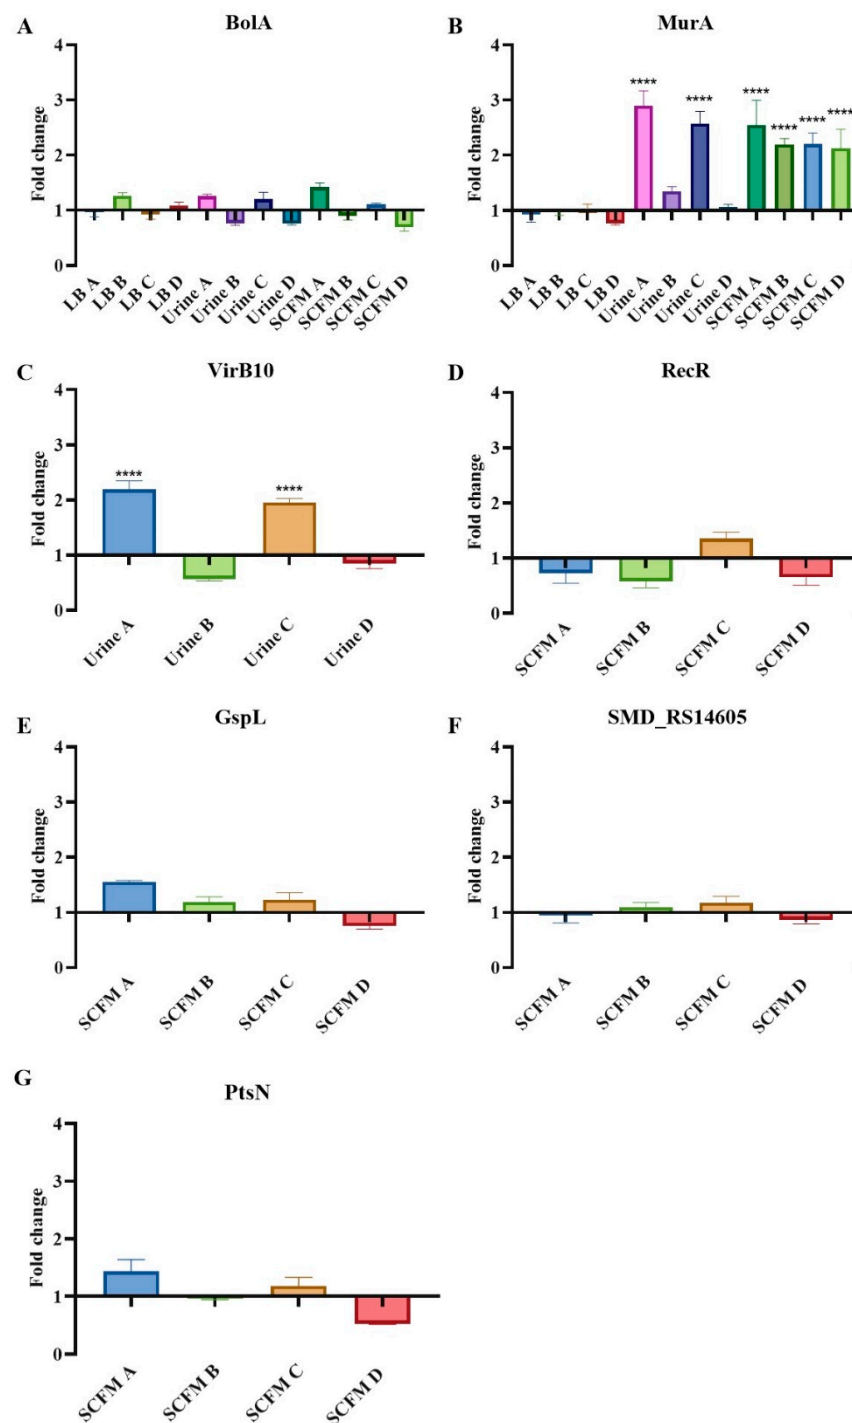 A
BolA
Fold change
4
3
2
1
0
LB A
LB B
LB C
LB D
Urine A
Urine B
Urine C
Urine D
SCFM A
SCFM B
SCFM C
SCFM D
B
MurA
Fold change
4
3
2
1
0
****
****
****
****
****
****
LB A
LB B
LB C
LB D
Urine A
Urine B
Urine C
Urine D
SCFM A
SCFM B
SCFM C
SCFM D
C
VirB10
Fold change
4
3
2
1
0
****
****
Urine A
Urine B
Urine C
Urine D
D
RecR
Fold change
4
3
2
1
0
SCFM A
SCFM B
SCFM C
SCFM D
E
GspL
Fold change
4
3
2
1
0
SCFM A
SCFM B
SCFM C
SCFM D
F
SMD_RS14605
Fold change
4
3
2
1
0
SCFM A
SCFM B
SCFM C
SCFM D
G
PtsN
Fold change
4
3
2
1
0
SCFM A
SCFM B
SCFM C
SCFM D